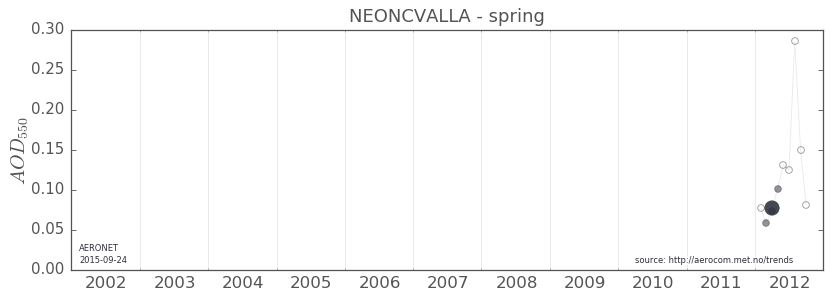 NEONCVALLA - spring
0.30
0.25
0.20
0.15
0.10
0.05
0.00
AOD550
AERONET
2015-09-24
source: http://aerocom.met.no/trends
2002 2003 2004 2005 2006 2007 2008 2009 2010 2011 2012